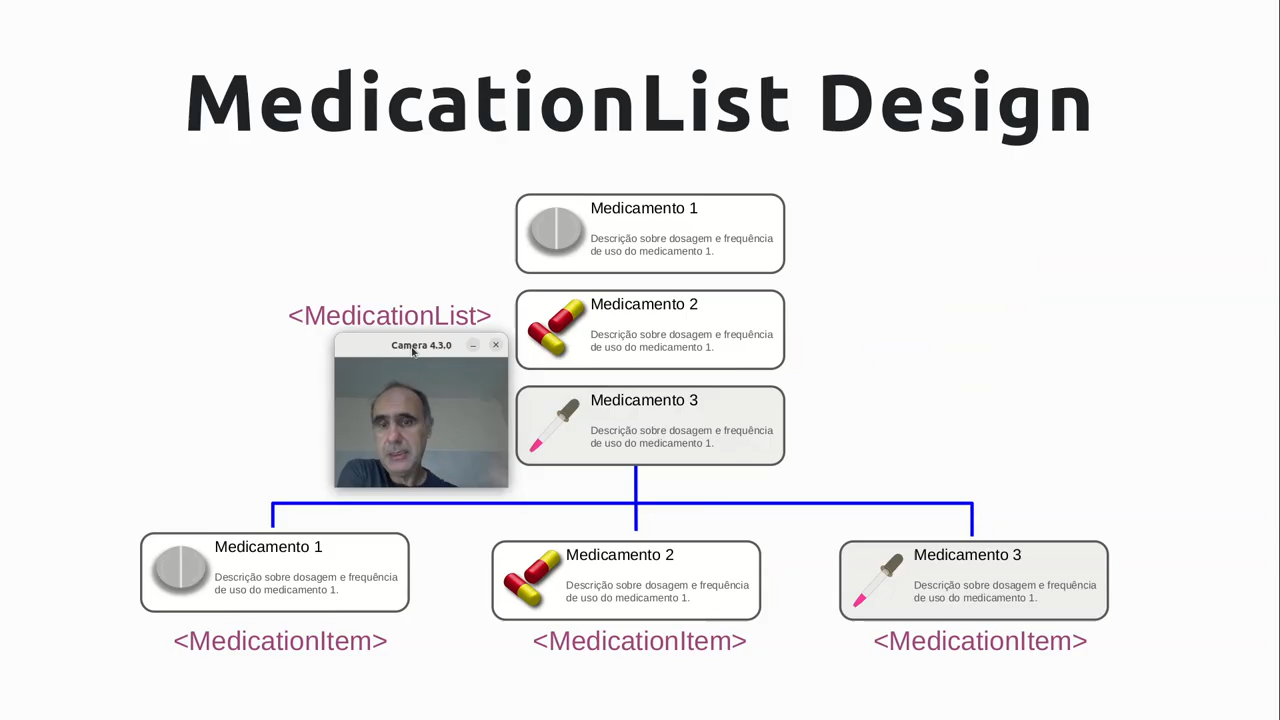 MedicationList Design
Medicamento 1
Descrição sobre dosagem e frequência
de uso do medicamento 1.
<MedicationList>
Medicamento 2
Descrição sobre dosagem e frequência
de uso do medicamento 1.
Camera 4.3.0
Medicamento 3
Descrição sobre dosagem e frequência
de uso do medicamento 1.
Medicamento 1
Descrição sobre dosagem e frequência
de uso do medicamento 1.
<MedicationItem>
Medicamento 2
Descrição sobre dosagem e frequência
de uso do medicamento 1.
<MedicationItem>
Medicamento 3
Descrição sobre dosagem e frequência
de uso do medicamento 1.
<MedicationItem>